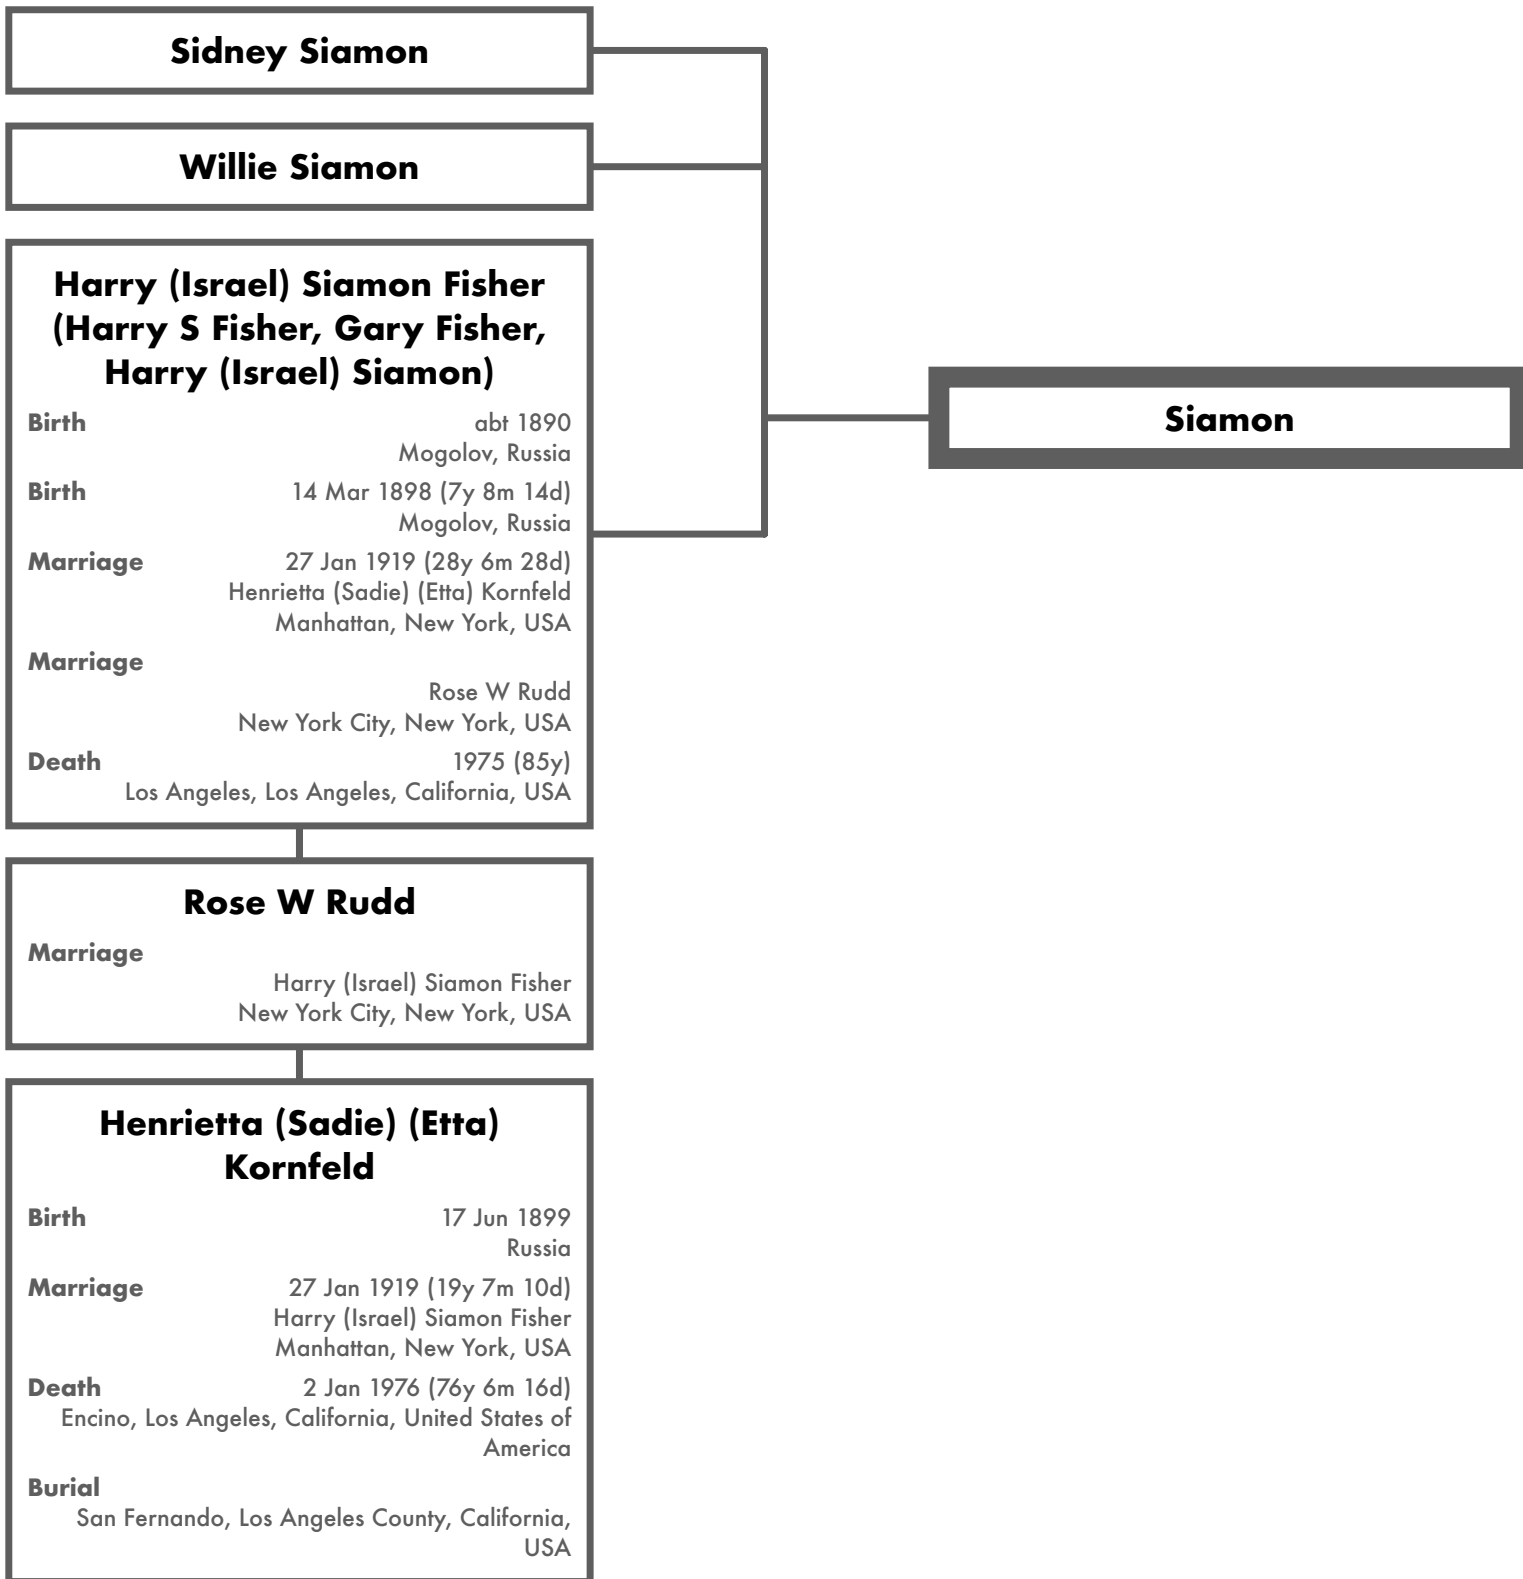 Sidney Siamon
Willie Siamon
Harry (Israel) Siamon Fisher
(Harry S Fisher, Gary Fisher,
Harry (Israel) Siamon)
Birth abt 1890
Mogolov, Russia
Birth 14 Mar 1898 (7y 8m 14d)
Mogolov, Russia
Marriage 27 Jan 1919 (28y 6m 28d)
Henrietta (Sadie) (Etta) Kornfeld
Manhattan, New York, USA
Marriage
Rose W Rudd
New York City, New York, USA
Death 1975 (85y)
Los Angeles, Los Angeles, California, USA
Rose W Rudd
Marriage
Harry (Israel) Siamon Fisher
New York City, New York, USA
Henrietta (Sadie) (Etta)
Kornfeld
Birth 17 Jun 1899
Russia
Marriage 27 Jan 1919 (19y 7m 10d)
Harry (Israel) Siamon Fisher
Manhattan, New York, USA
Death 2 Jan 1976 (76y 6m 16d)
Encino, Los Angeles, California, United States of
America
Burial
San Fernando, Los Angeles County, California,
USA
Siamon